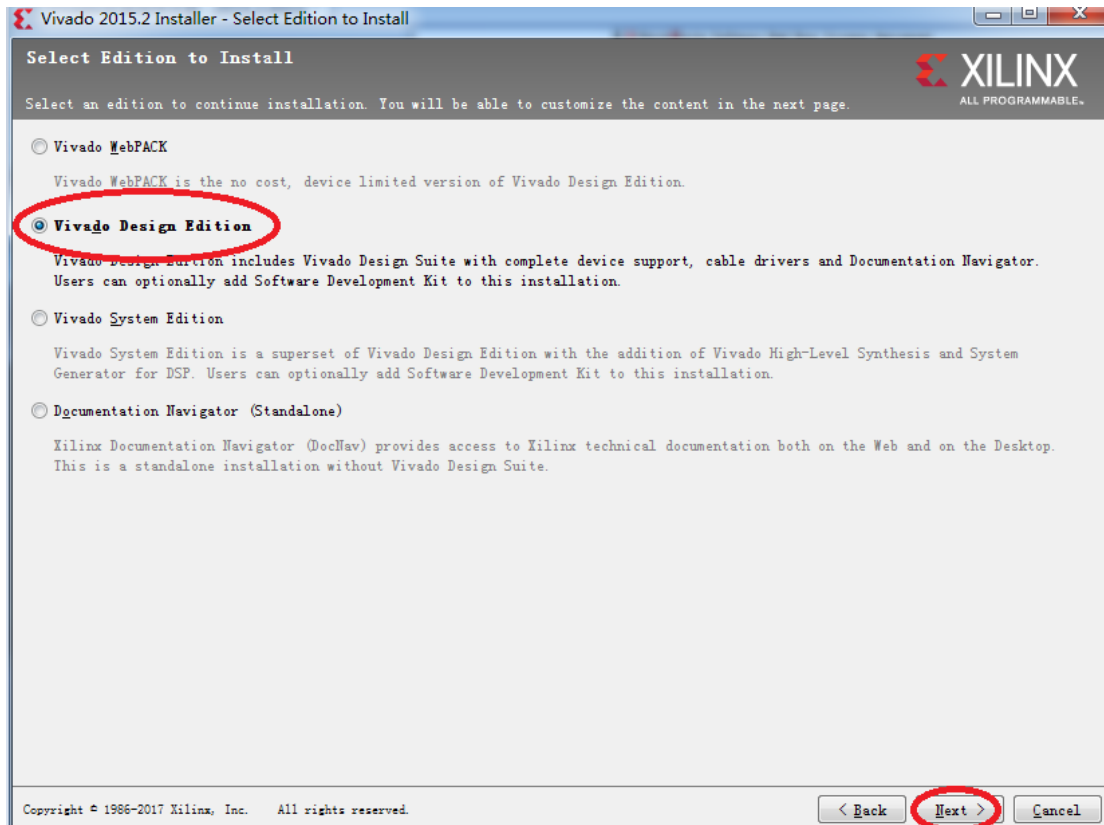 Vivado 2015.2 Installer - Select Edition to Install
Select Edition to Install
XILINX
ALL PROGRAMMABLE™
Select an edition to continue installation. You will be able to customize the content in the next page.
Vivado WebPACK
Vivado WebPACK is the no cost, device limited version of Vivado Design Edition.
Vivado Design Edition
Vivado Design Edition includes Vivado Design Suite with complete device support, cable drivers and Documentation Navigator.
Users can optionally add Software Development Kit to this installation.
Vivado System Edition
Vivado System Edition is a superset of Vivado Design Edition with the addition of Vivado High-Level Synthesis and System
Generator for DSP. Users can optionally add Software Development Kit to this installation.
Documentation Navigator (Standalone)
Xilinx Documentation Navigator (DocNav) provides access to Xilinx technical documentation both on the Web and on the Desktop.
This is a standalone installation without Vivado Design Suite.
Copyright © 1986-2017 Xilinx, Inc. All rights reserved.
< Back Next > Cancel